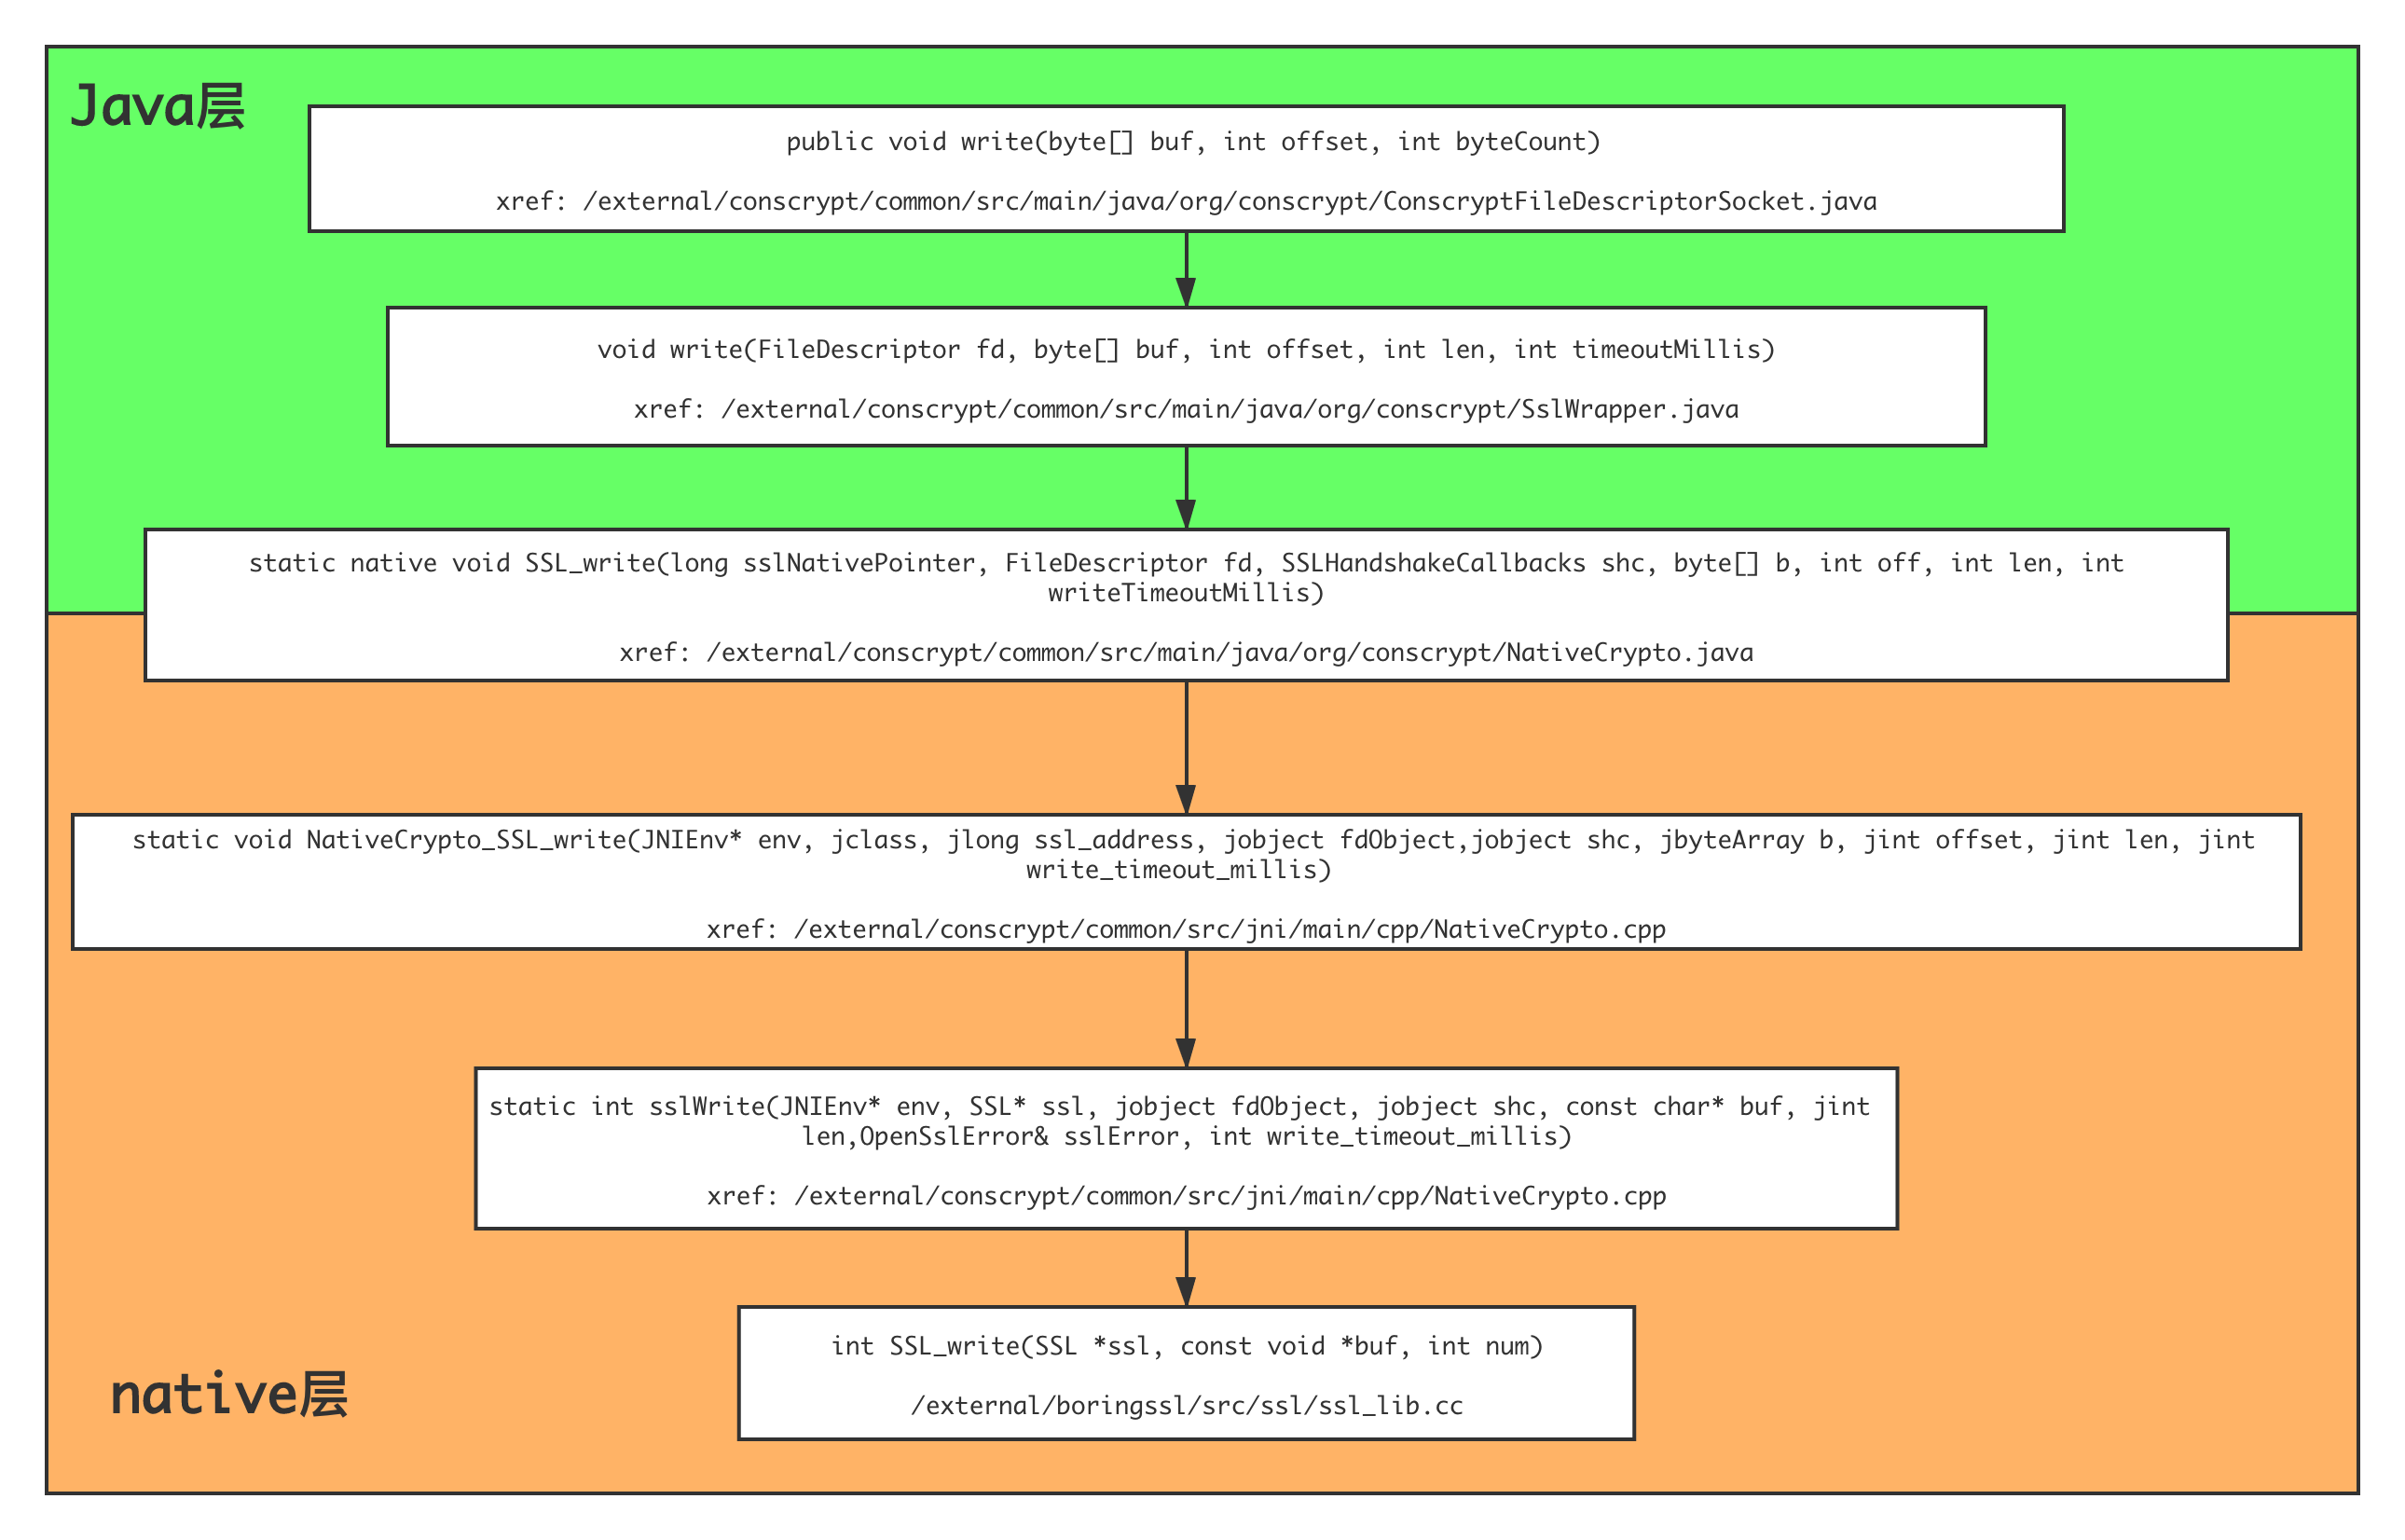 Java层
public void write(byte[] buf, int offset, int byteCount)
xref: /external/conscrypt/common/src/main/java/org/conscrypt/ConscryptFileDescriptorSocket.java
void write(FileDescriptor fd, byte[] buf, int offset, int len, int timeoutMillis)
xref: /external/conscrypt/common/src/main/java/org/conscrypt/SslWrapper.java
static native void SSL_write(long sslNativePointer, FileDescriptor fd, SSLHandshakeCallbacks shc, byte[] b, int off, int len, int
writeTimeoutMillis)
xref: /external/conscrypt/common/src/main/java/org/conscrypt/NativeCrypto.java
static void NativeCrypto_SSL_write(JNIEnv* env, jclass, jlong ssl_address, jobject fdObject,jobject shc, jbyteArray b, jint offset, jint len, jint
write_timeout_millis)
xref: /external/conscrypt/common/src/jni/main/cpp/NativeCrypto.cpp
static int sslWrite(JNIEnv* env, SSL* ssl, jobject fdObject, jobject shc, const char* buf, jint
len,OpenSslError& sslError, int write_timeout_millis)
xref: /external/conscrypt/common/src/jni/main/cpp/NativeCrypto.cpp
int SSL_write(SSL *ssl, const void *buf, int num)
/external/boringssl/src/ssl/ssl_lib.cc
native层